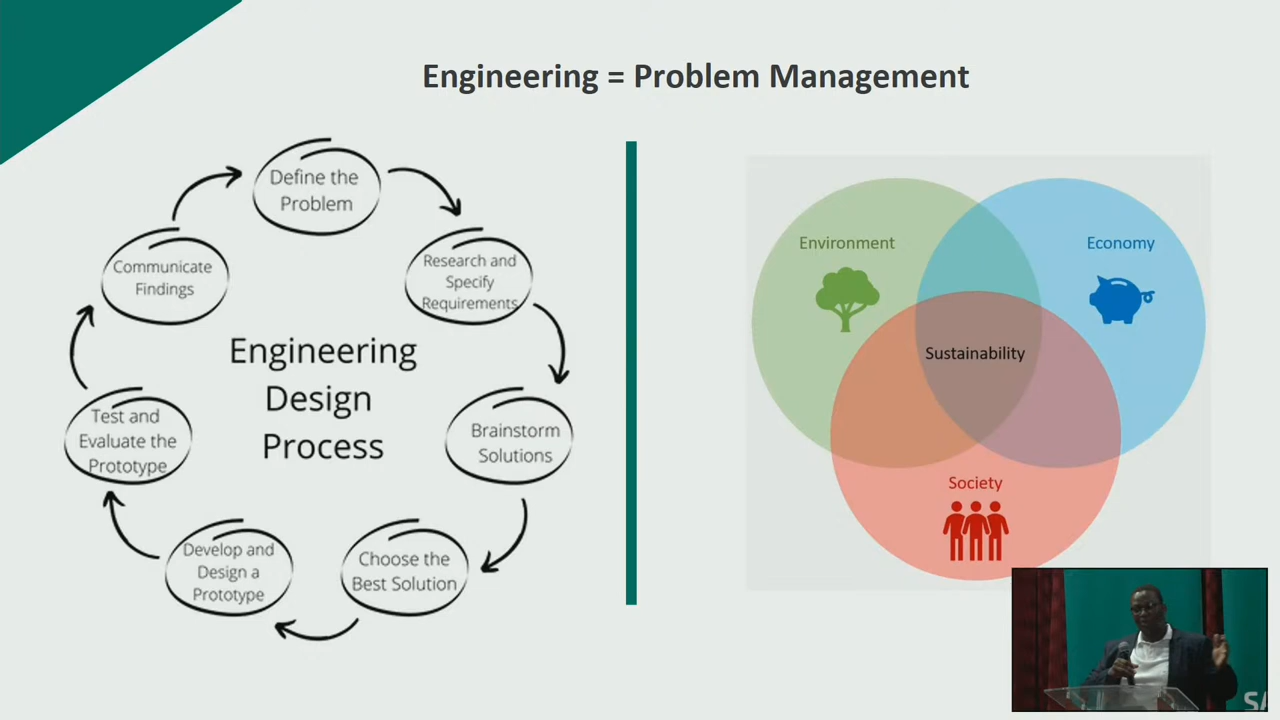 Engineering = Problem Management
Define the
Problem
Research and
Specify
Requirements
Brainstorm
Solutions
Choose the
Best Solution
Develop and
Design a
Prototype
Test and
Evaluate the
Prototype
Communicate
Findings
Engineering
Design
Process
Environment
Economy
Sustainability
Society